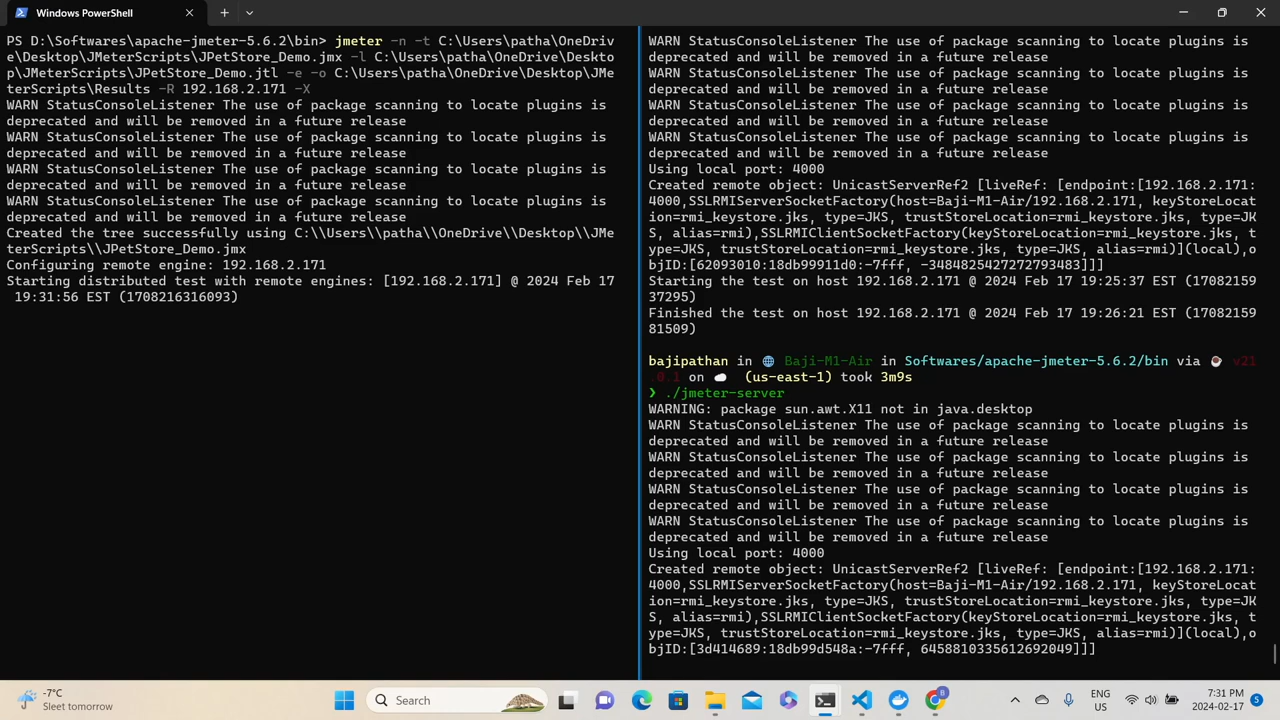 Windows PowerShell
PS D:\Softwares\apache-jmeter-5.6.2\bin> jmeter -n -t C:\Users\patha\OneDriv
e\Desktop\JMeterScripts\JPetStore_Demo.jmx -l C:\Users\patha\OneDrive\Deskto
p\JMeterScripts\JPetStore_Demo.jtl -e -o C:\Users\patha\OneDrive\Desktop\JMe
terScripts\Results -R 192.168.2.171 -X
WARN StatusConsoleListener The use of package scanning to locate plugins is
deprecated and will be removed in a future release
WARN StatusConsoleListener The use of package scanning to locate plugins is
deprecated and will be removed in a future release
WARN StatusConsoleListener The use of package scanning to locate plugins is
deprecated and will be removed in a future release
WARN StatusConsoleListener The use of package scanning to locate plugins is
deprecated and will be removed in a future release
Created the tree successfully using C:\\Users\\patha\\OneDrive\\Desktop\\JMe
terScripts\\JPetStore_Demo.jmx
Configuring remote engine: 192.168.2.171
Starting distributed test with remote engines: [192.168.2.171] @ 2024 Feb 17
19:31:56 EST (1708216316093)
WARN StatusConsoleListener The use of package scanning to locate plugins is
deprecated and will be removed in a future release
WARN StatusConsoleListener The use of package scanning to locate plugins is
deprecated and will be removed in a future release
WARN StatusConsoleListener The use of package scanning to locate plugins is
deprecated and will be removed in a future release
WARN StatusConsoleListener The use of package scanning to locate plugins is
deprecated and will be removed in a future release
Using local port: 4000
Created remote object: UnicastServerRef2 [liveRef: [endpoint:[192.168.2.171:
4000,SSLRMIServerSocketFactory(host=Baji-M1-Air/192.168.2.171, keyStoreLocat
ion=rmi_keystore.jks, type=JKS, trustStoreLocation=rmi_keystore.jks, type=JK
S, alias=rmi),SSLRMIClientSocketFactory(keyStoreLocation=rmi_keystore.jks, t
ype=JKS, trustStoreLocation=rmi_keystore.jks, type=JKS, alias=rmi)](local),o
bjID:[62093010:18db99911d0:-7fff, -3484825427272793483]]]
Starting the test on host 192.168.2.171 @ 2024 Feb 17 19:25:37 EST (17082159
37295)
Finished the test on host 192.168.2.171 @ 2024 Feb 17 19:26:21 EST (17082159
81509)
bajipathan in 🌐 Baji-M1-Air in Softwares/apache-jmeter-5.6.2/bin via ☕ v21
.0.1 on ☁️ (us-east-1) took 3m9s
❯ ./jmeter-server
WARNING: package sun.awt.X11 not in java.desktop
WARN StatusConsoleListener The use of package scanning to locate plugins is
deprecated and will be removed in a future release
WARN StatusConsoleListener The use of package scanning to locate plugins is
deprecated and will be removed in a future release
WARN StatusConsoleListener The use of package scanning to locate plugins is
deprecated and will be removed in a future release
WARN StatusConsoleListener The use of package scanning to locate plugins is
deprecated and will be removed in a future release
Using local port: 4000
Created remote object: UnicastServerRef2 [liveRef: [endpoint:[192.168.2.171:
4000,SSLRMIServerSocketFactory(host=Baji-M1-Air/192.168.2.171, keyStoreLocat
ion=rmi_keystore.jks, type=JKS, trustStoreLocation=rmi_keystore.jks, type=JK
S, alias=rmi),SSLRMIClientSocketFactory(keyStoreLocation=rmi_keystore.jks, t
ype=JKS, trustStoreLocation=rmi_keystore.jks, type=JKS, alias=rmi)](local),o
bjID:[3d414689:18db99d548a:-7fff, 6458810335612692049]]]
-7°C
Sleet tomorrow
Search
ENG
US
7:31 PM
2024-02-17
5